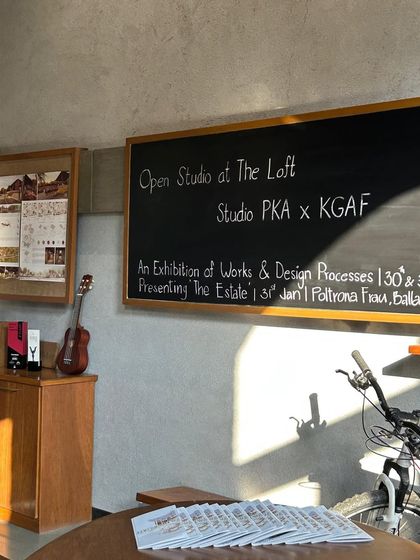 Open Studio at The Loft
Studio PKA x KGAF
An Exhibition of Works & Design Processes | 30th &
Presenting 'The Estate' | 31st Jan | Poltrona Frau, Balla